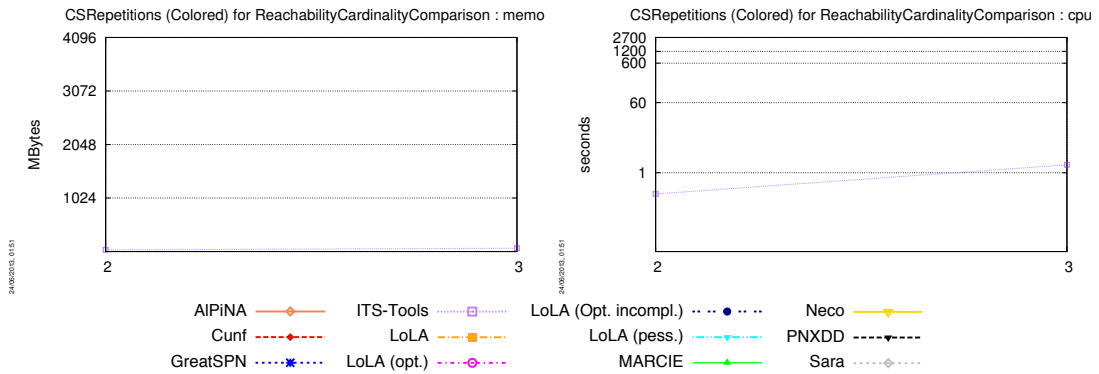 CSRepetitions (Colored) for ReachabilityCardinalityComparison : memo
4096
3072
2048
1024
MBytes
2
3
24/06/2013, 01:51
CSRepetitions (Colored) for ReachabilityCardinalityComparison : cpu
2700
1200
600
60
1
seconds
2
3
24/06/2013, 01:51
AlPiNA
Cunf
GreatSPN
ITS-Tools
LoLA
LoLA (opt.)
LoLA (Opt. incompl.)
LoLA (pess.)
MARCIE
Neco
PNXDD
Sara